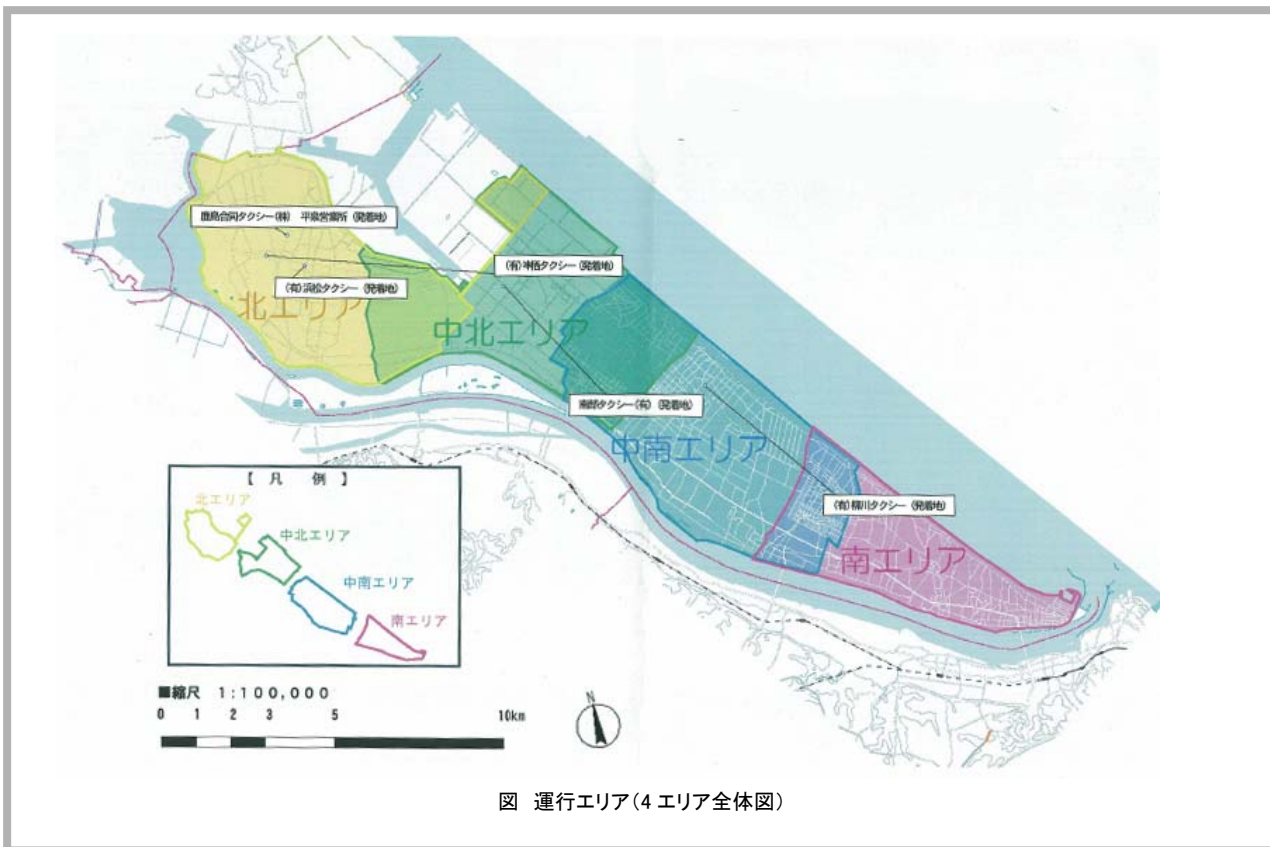 鹿島合同タクシー(株) 平泉営業所 (発着地)
(有)神栖タクシー (発着地)
(有)浜松タクシー (発着地)
北エリア
中北エリア
南部タクシー(有) (発着地)
中南エリア
(有)柳川タクシー (発着地)
南エリア
【 凡 例 】
北エリア
中北エリア
中南エリア
南エリア
■縮尺 1:100,000
0 1 2 3 5 10km
N
図 運行エリア(4エリア全体図)